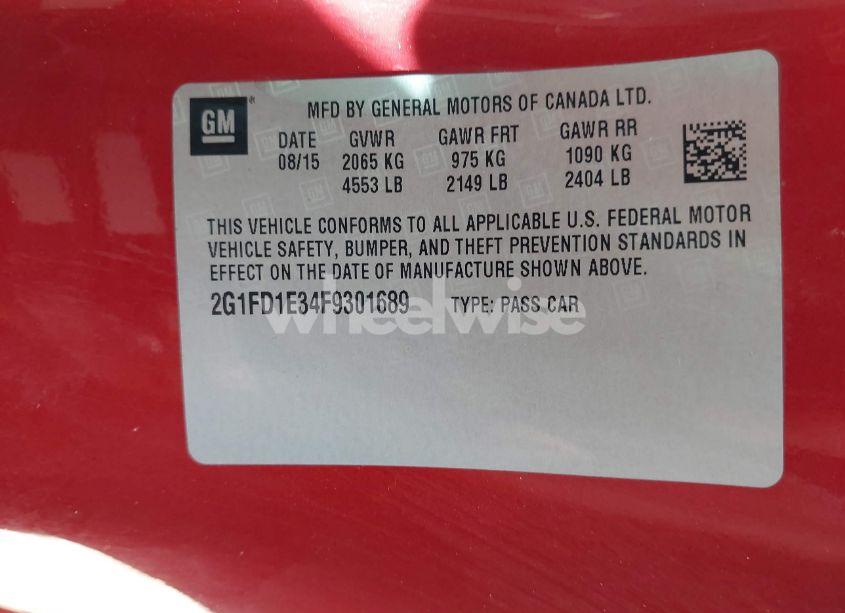 GM
MFD BY GENERAL MOTORS OF CANADA LTD.
DATE GVWR GAWR FRT GAWR RR
08/15 2065 KG 975 KG 1090 KG
4553 LB 2149 LB 2404 LB
THIS VEHICLE CONFORMS TO ALL APPLICABLE U.S. FEDERAL MOTOR
VEHICLE SAFETY, BUMPER, AND THEFT PREVENTION STANDARDS IN
EFFECT ON THE DATE OF MANUFACTURE SHOWN ABOVE.
2G1FD1E34F9301689 TYPE: PASS CAR
wheelwise